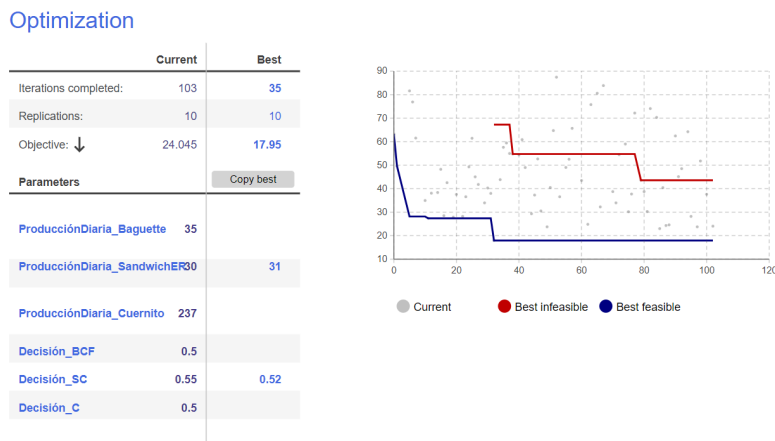 Optimization
Current Best
Iterations completed: 103 35
Replications: 10 10
Objective: ↓ 24.045 17.95
Parameters Copy best
ProducciónDiaria_Baguette 35
ProducciónDiaria_SandwichER 30 31
ProducciónDiaria_Cuernito 237
Decisión_BCF 0.5
Decisión_SC 0.55 0.52
Decisión_C 0.5
90
80
70
60
50
40
30
20
10
0 20 40 60 80 100 120
Current Best infeasible Best feasible